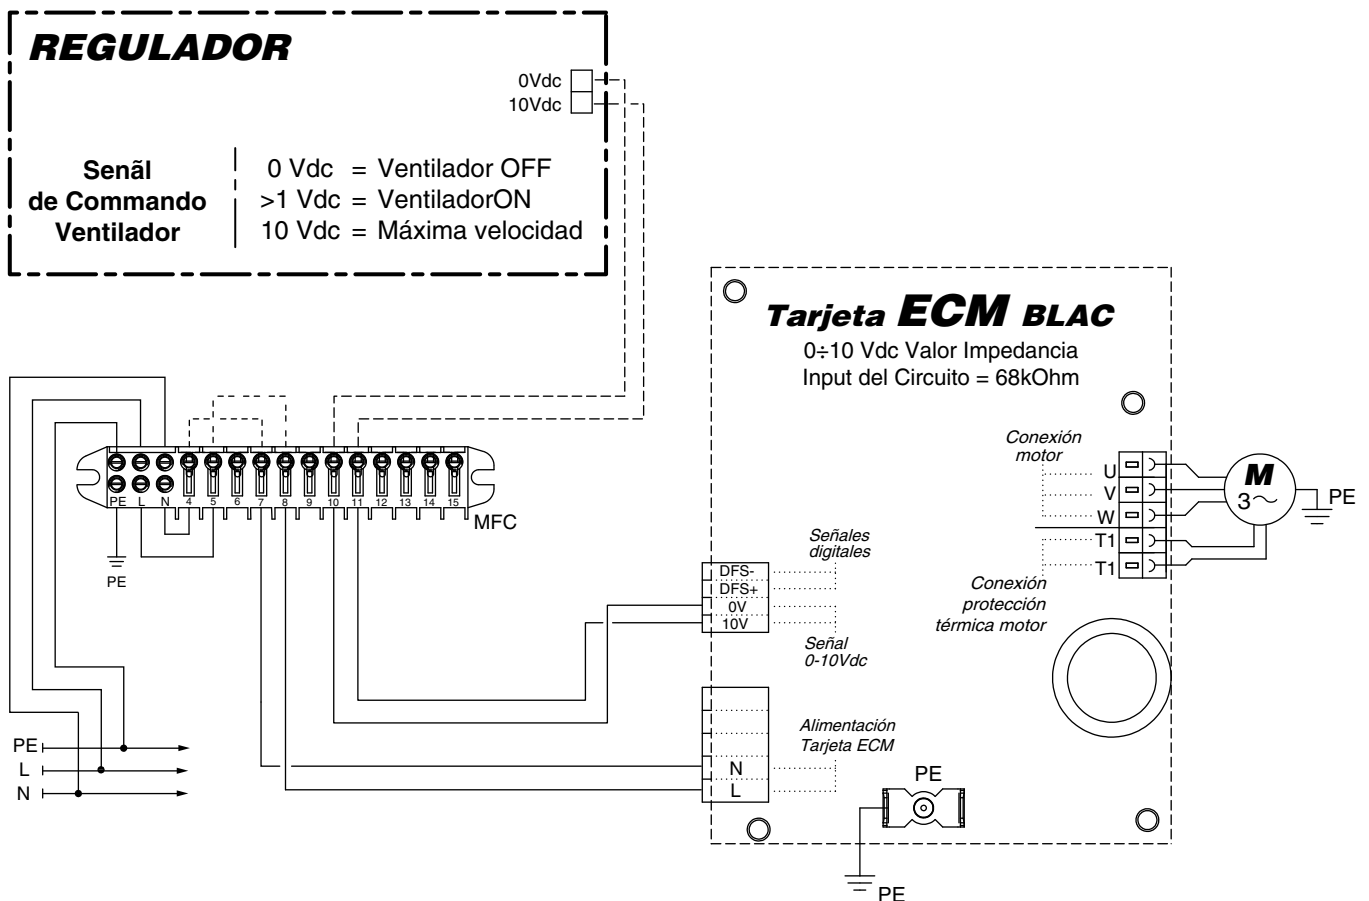 REGULADOR
0Vdc
10Vdc
Senãl
de Commando
Ventilador
0 Vdc = Ventilador OFF
>1 Vdc = VentiladorON
10 Vdc = Máxima velocidad
Tarjeta ECM BLAC
0÷10 Vdc Valor Impedancia
Input del Circuito = 68kOhm
Conexión
motor
U
V
W
T1
T1
M
3~
PE
Conexión
protección
térmica motor
PE L N 4 5 6 7 8 9 10 11 12 13 14 15
MFC
PE
Señales
digitales
DFS-
DFS+
0V
10V
Señal
0-10Vdc
Alimentación
Tarjeta ECM
N
L
PE
L
N
PE
PE